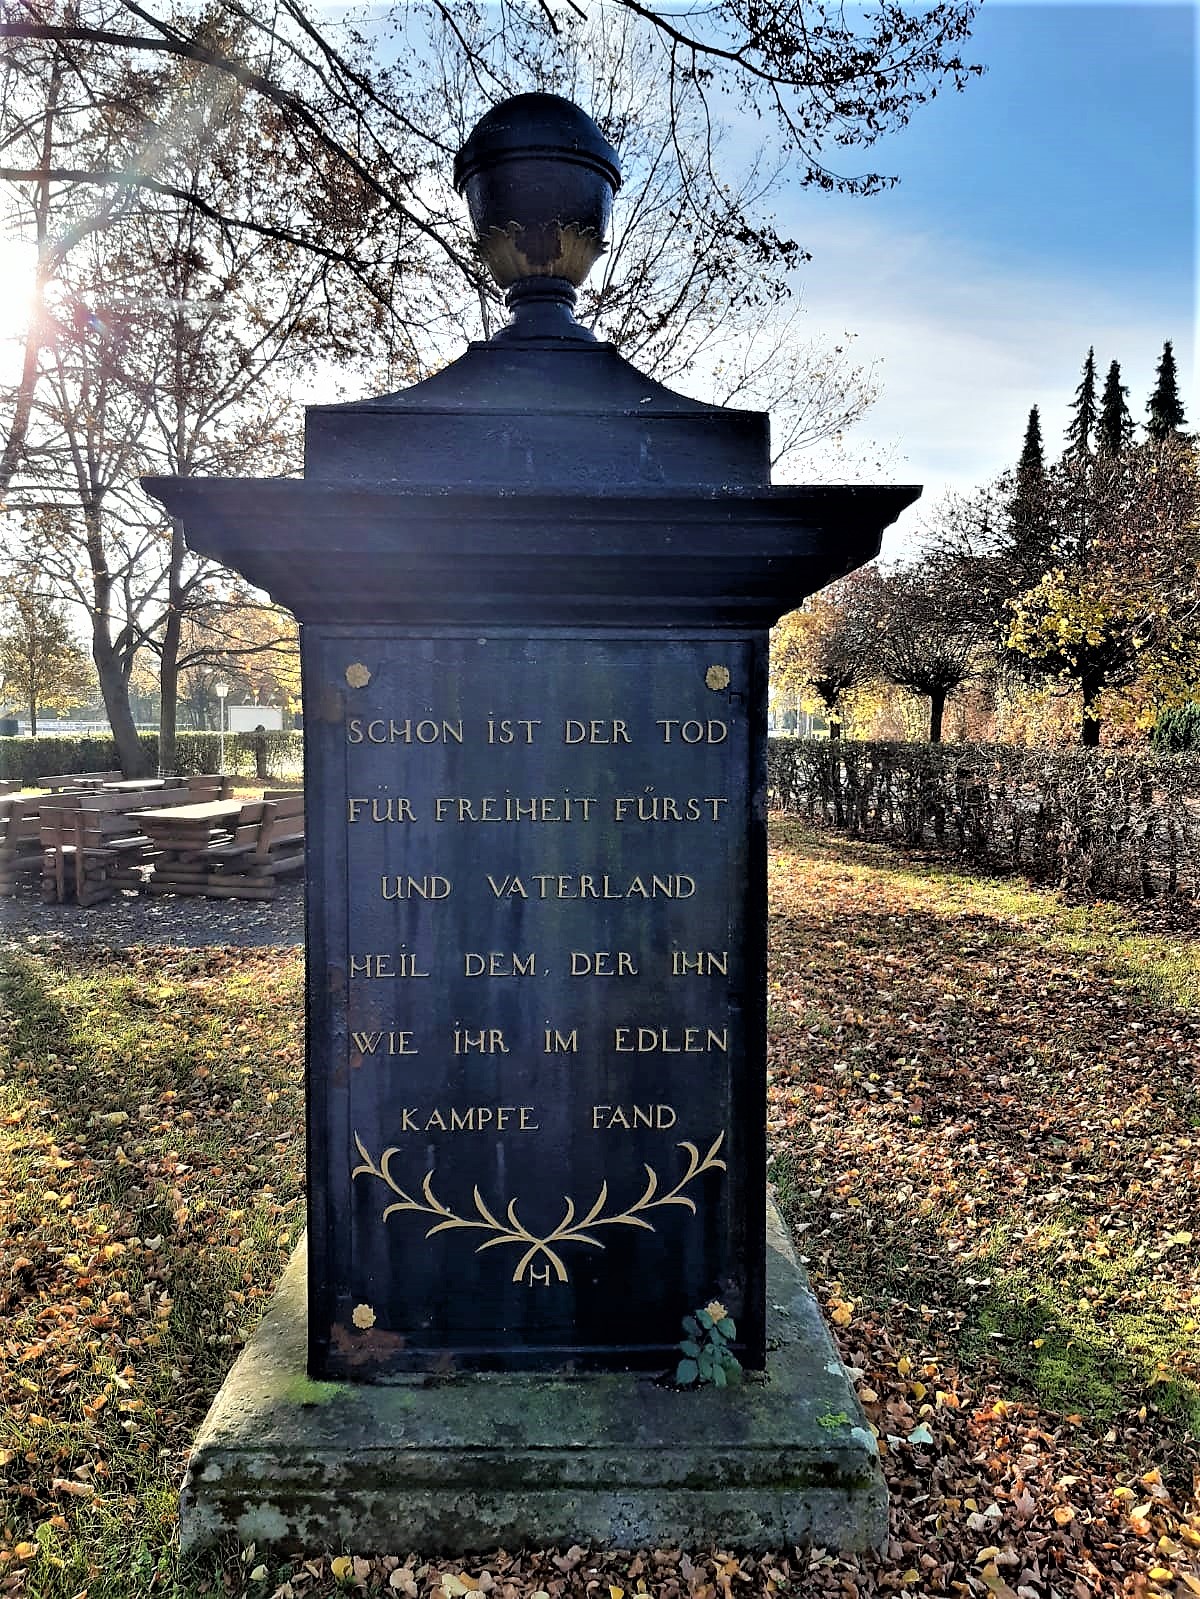 SCHÖN IST DER TOD
FÜR FREIHEIT FÜRST
UND VATERLAND
HEIL DEM, DER IHN
WIE IHR IM EDLEN
KAMPFE FAND
H